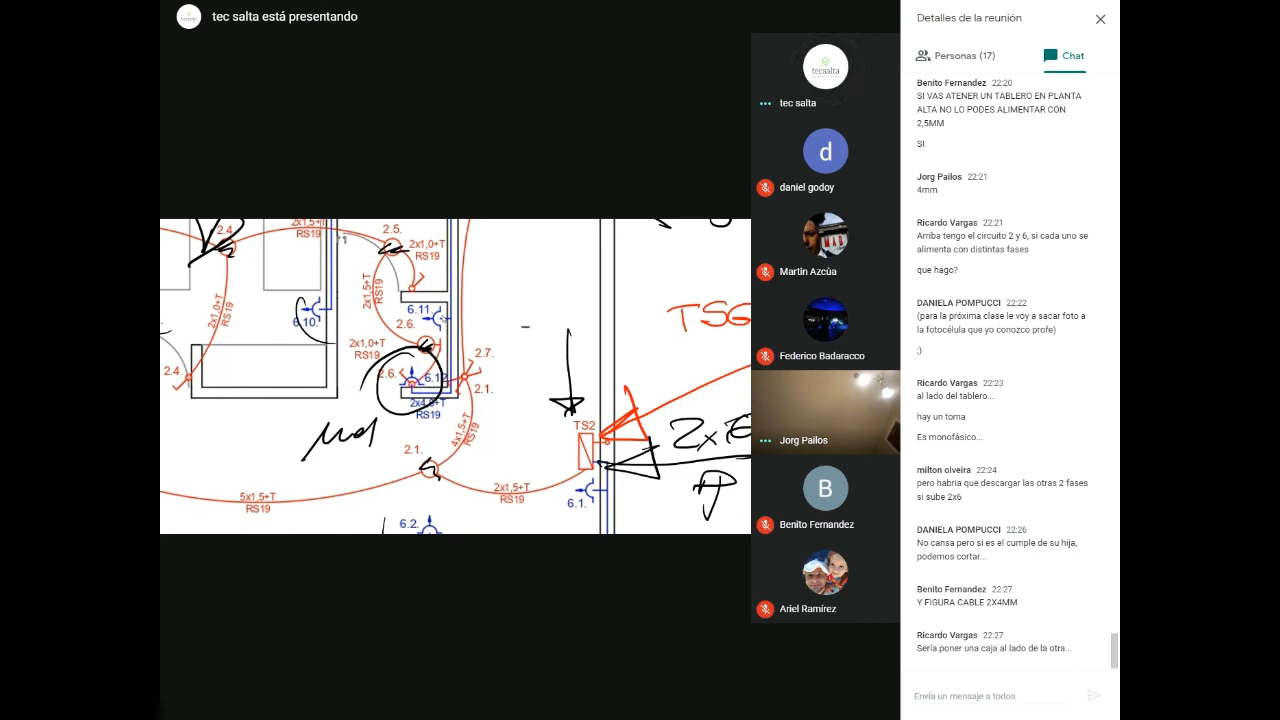 tec salta está presentando
2.4.
2x1,5+T
RS19
2.5.
2x1,0+T
RS19
2x1,5+T
RS19
2x1,0+T
RS19
6.10.
6.11.
2.6.
2x1,0+T
RS19
2.4.
2.6.
6.12
2.7.
2.1.
2x4,0+T
RS19
4x1,5+T
RS19
2.1.
5x1,5+T
RS19
2x1,5+T
RS19
TS2
6.1.
6.2.
TSG
2x6
T
tecsalta
tec salta
d
daniel godoy
Martin Azcùa
Federico Badaracco
Jorg Pailos
B
Benito Fernandez
Ariel Ramírez
Detalles de la reunión
Personas (17)
Chat
Benito Fernandez 22:20
SI VAS ATENER UN TABLERO EN PLANTA
ALTA NO LO PODES ALIMENTAR CON
2,5MM
SI
Jorg Pailos 22:21
4mm
Ricardo Vargas 22:21
Arriba tengo el circuito 2 y 6, si cada uno se
alimenta con distintas fases
que hago?
DANIELA POMPUCCI 22:22
(para la próxima clase le voy a sacar foto a
la fotocélula que yo conozco profe)
;)
Ricardo Vargas 22:23
al lado del tablero...
hay un toma
Es monofásico...
milton olveira 22:24
pero habria que descargar las otras 2 fases
si sube 2x6
DANIELA POMPUCCI 22:26
No cansa pero si es el cumple de su hija,
podemos cortar...
Benito Fernandez 22:27
Y FIGURA CABLE 2X4MM
Ricardo Vargas 22:27
Sería poner una caja al lado de la otra...
Envía un mensaje a todos